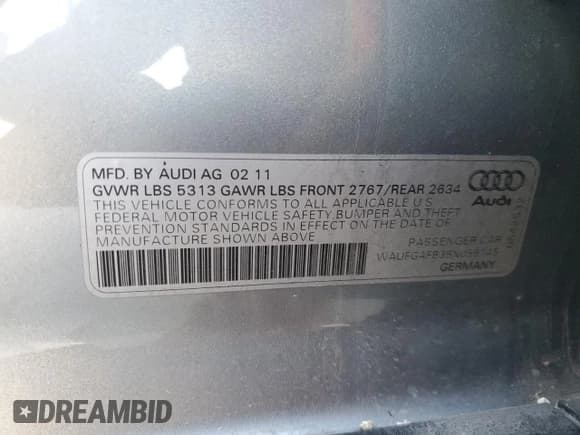 MFD. BY AUDI AG 02 11
GVWR LBS 5313 GAWR LBS FRONT 2767/REAR 2634
THIS VEHICLE CONFORMS TO ALL APPLICABLE U S
FEDERAL MOTOR VEHICLE SAFETY, BUMPER AND THEFT
PREVENTION STANDARDS IN EFFECT ON THE DATE OF
MANUFACTURE SHOWN ABOVE
Audi
PASSENGER CAR
GERMANY
DREAMBID